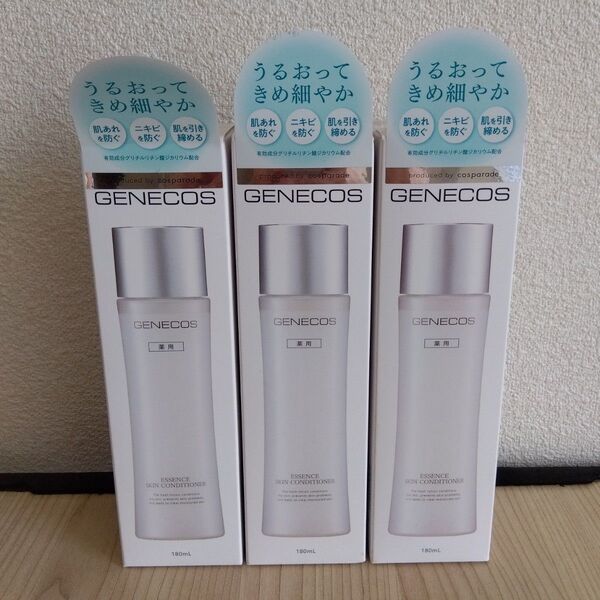 うるおって
きめ細やか
肌あれ
を防ぐ
ニキビ
を防ぐ
肌を引き
締める
有効成分グリチルリチン酸ジカリウム配合
produced by cosparade
GENECOS
GENECOS
薬用
ESSENCE
SKIN CONDITIONER
180mL
うるおって
きめ細やか
肌あれ
を防ぐ
ニキビ
を防ぐ
肌を引き
締める
有効成分グリチルリチン酸ジカリウム配合
produced by cosparade
GENECOS
GENECOS
薬用
ESSENCE
SKIN CONDITIONER
180mL
うるおって
きめ細やか
肌あれ
を防ぐ
ニキビ
を防ぐ
肌を引き
締める
有効成分グリチルリチン酸ジカリウム配合
produced by cosparade
GENECOS
GENECOS
薬用
ESSENCE
SKIN CONDITIONER
180mL